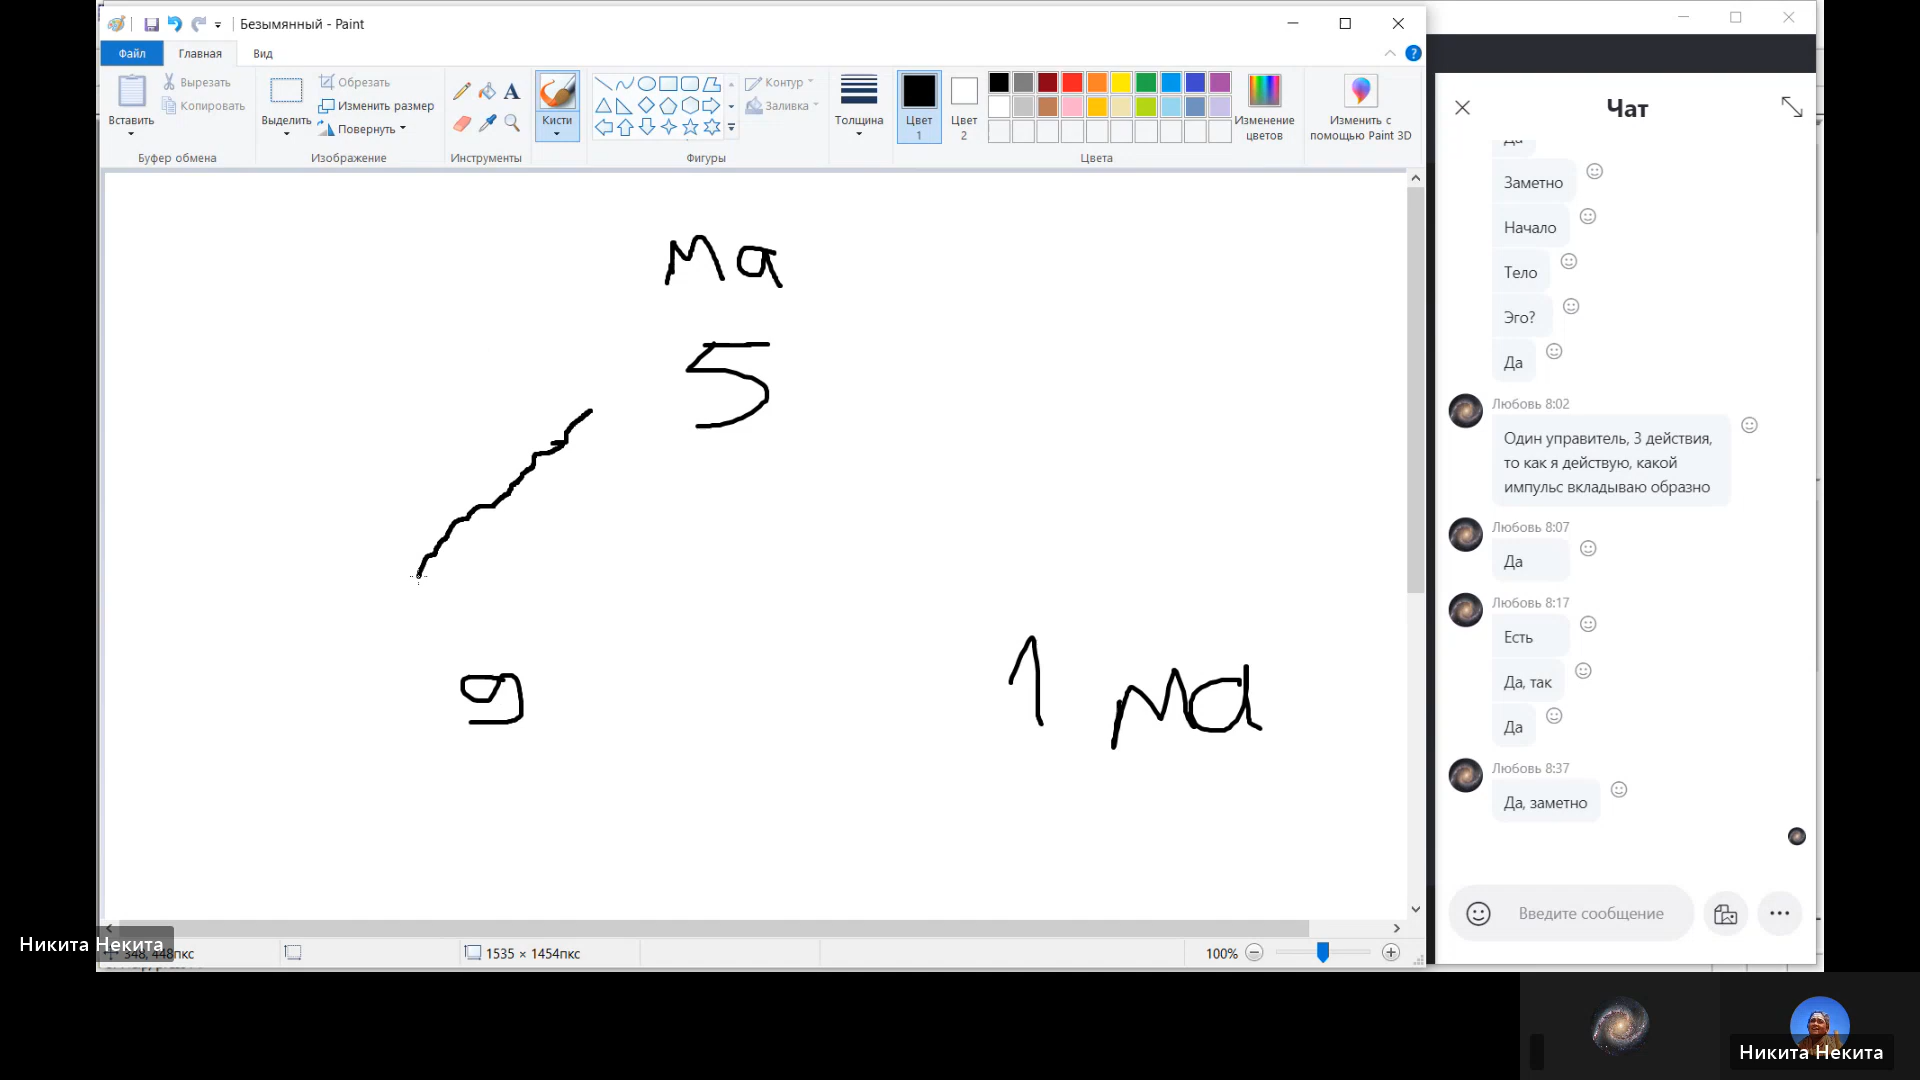 Безымянный - Paint
Файл Главная Вид
Вставить
Вырезать
Копировать
Буфер обмена
Выделить
Обрезать
Изменить размер
Повернуть
Изображение
Инструменты
Кисти
Фигуры
Контур
Заливка
Толщина
Цвет 1
Цвет 2
Цвета
Изменение цветов
Изменить с помощью Paint 3D
Ма
5
9
1 Ма
348, 448пкс
1535 × 1454пкс
100%
Чат
Да
Заметно
Начало
Тело
Эго?
Да
Любовь 8:02
Один управитель, 3 действия,
то как я действую, какой
импульс вкладываю образно
Любовь 8:07
Да
Любовь 8:17
Есть
Да, так
Да
Любовь 8:37
Да, заметно
Введите сообщение
Никита Некита
Никита Некита